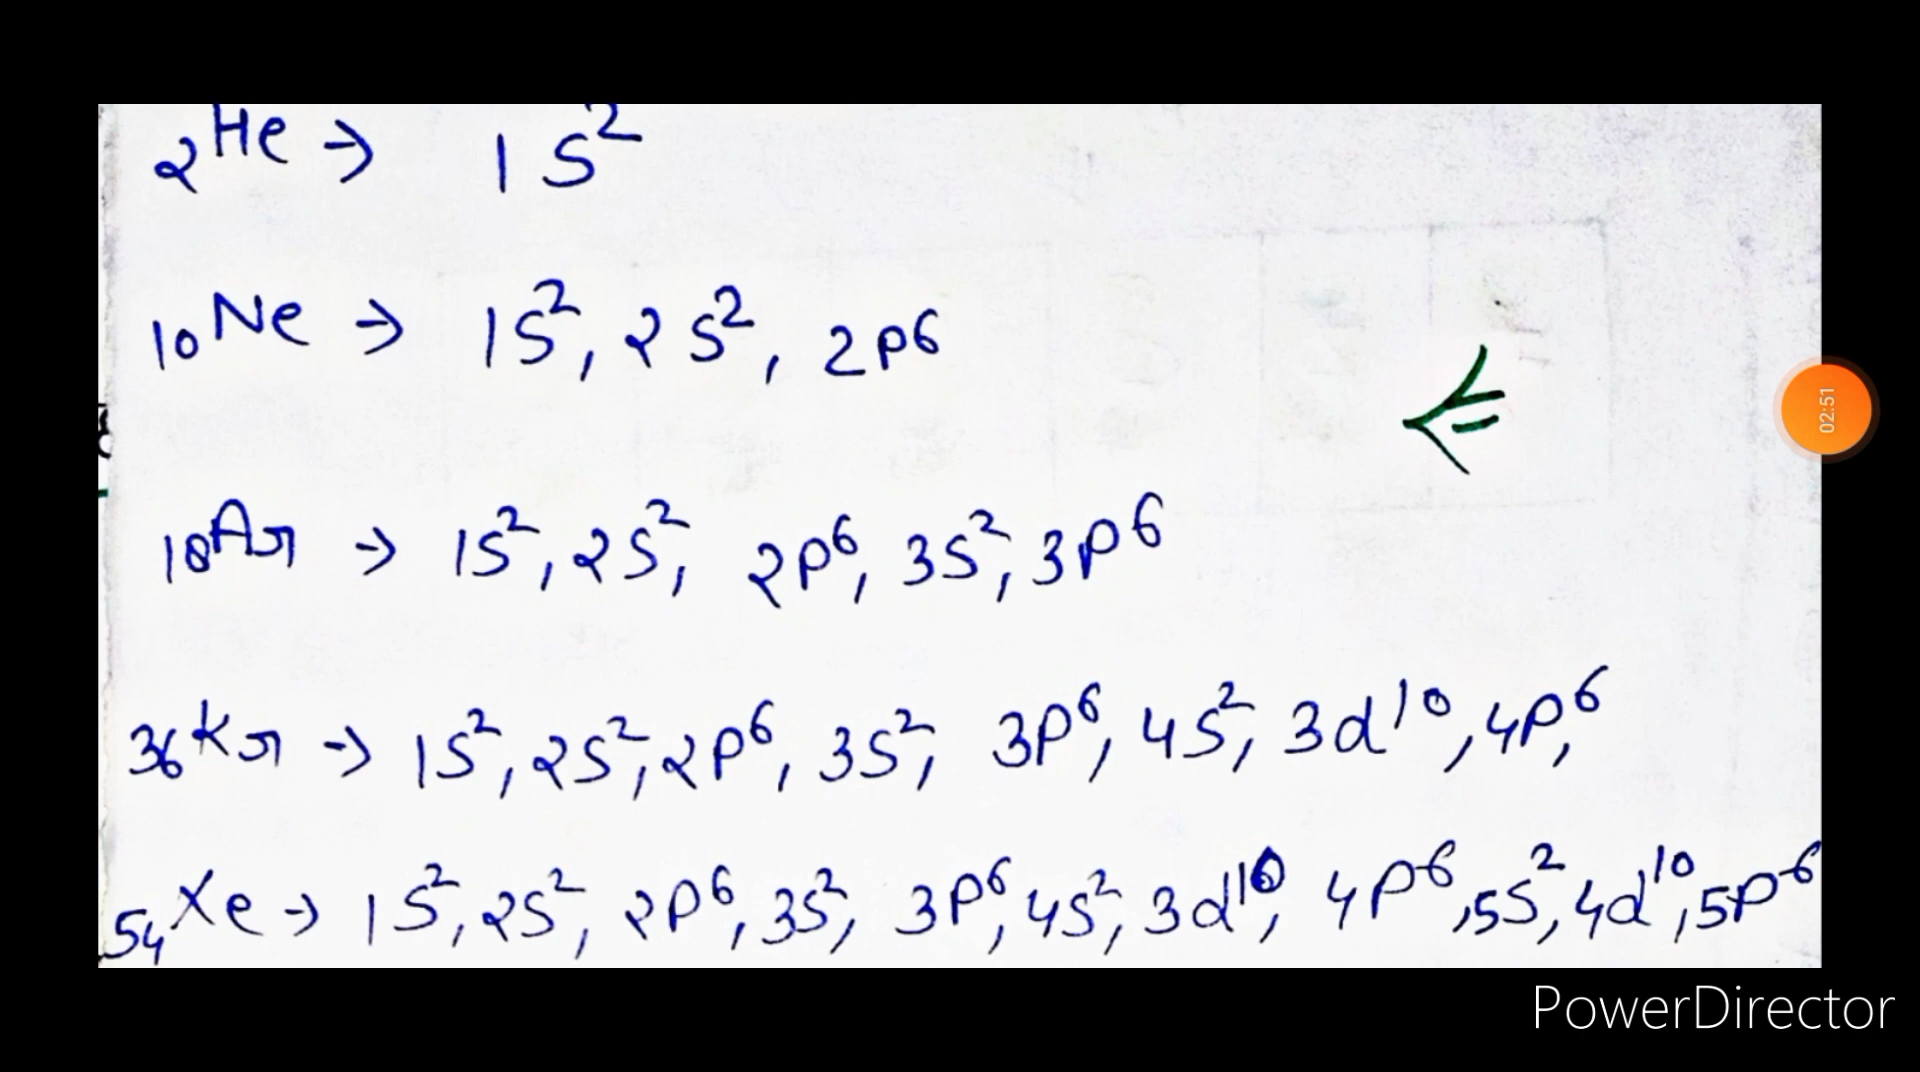 ₂He → 1S²
₁₀Ne → 1S², 2S², 2P⁶
02:51
₁₈Ar → 1S², 2S², 2P⁶, 3S², 3P⁶
₃₆Kr → 1S², 2S², 2P⁶, 3S², 3P⁶, 4S², 3d¹⁰, 4P⁶,
₅₄Xe → 1S², 2S², 2P⁶, 3S², 3P⁶, 4S², 3d¹⁰, 4P⁶, 5S², 4d¹⁰, 5P⁶
PowerDirector